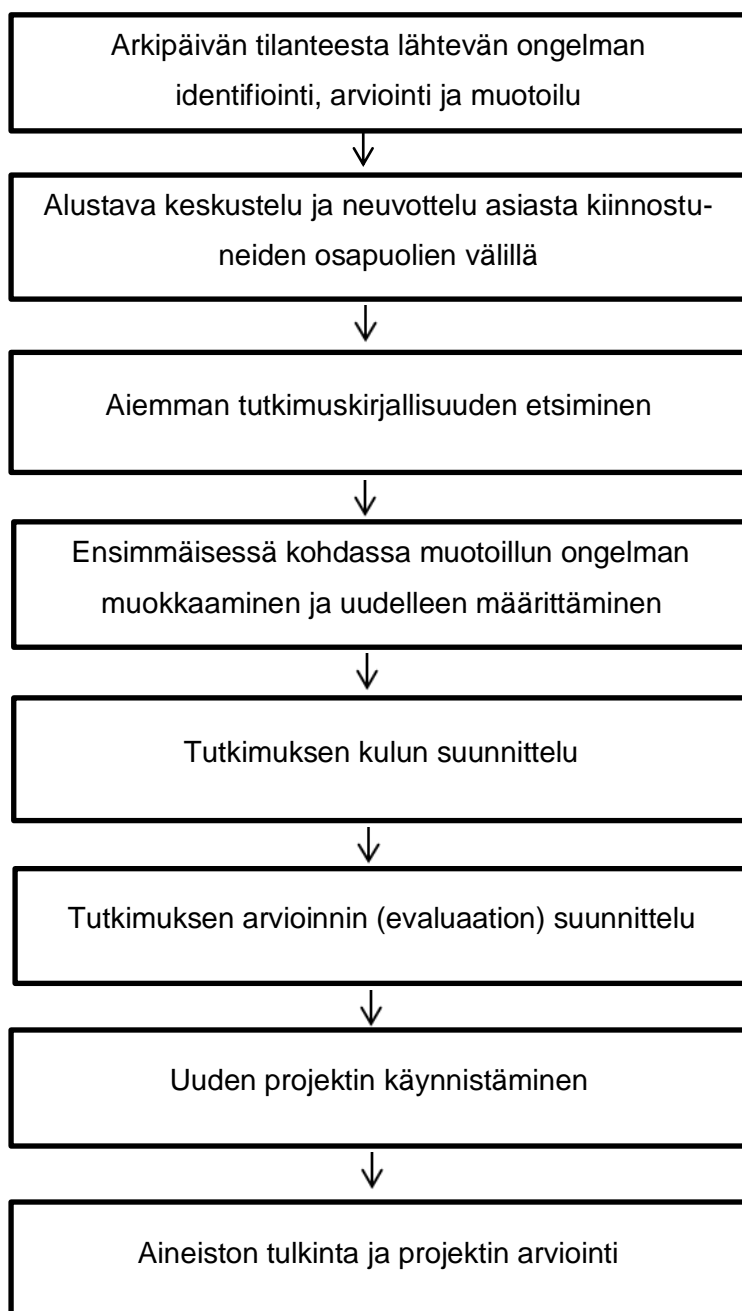 Arkipäivän tilanteesta lähtevän ongelman
identifiointi, arviointi ja muotoilu
Alustava keskustelu ja neuvottelu asiasta kiinnostu-
neiden osapuolien välillä
Aiemman tutkimuskirjallisuuden etsiminen
Ensimmäisessä kohdassa muotoillun ongelman
muokkaaminen ja uudelleen määrittäminen
Tutkimuksen kulun suunnittelu
Tutkimuksen arvioinnin (evaluaation) suunnittelu
Uuden projektin käynnistäminen
Aineiston tulkinta ja projektin arviointi